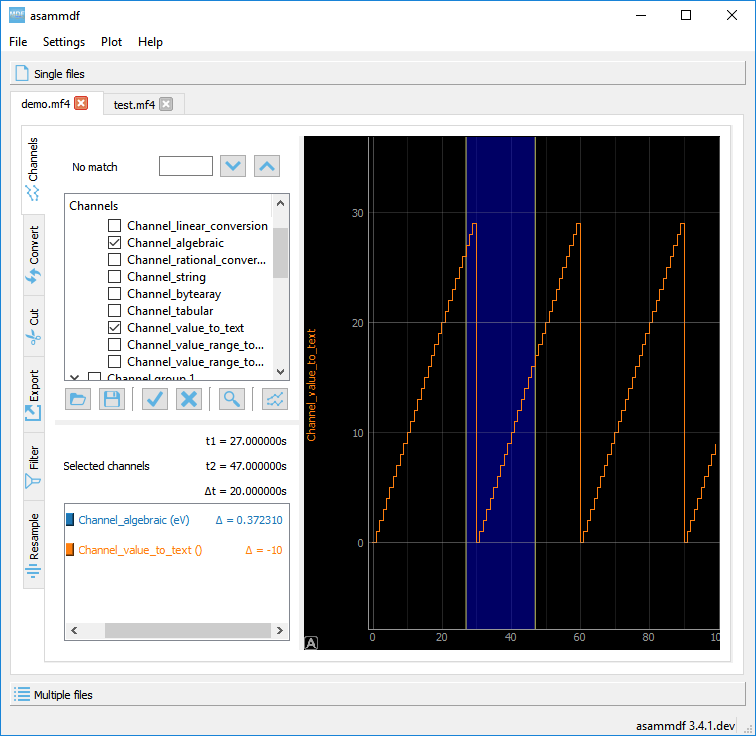 MDF asammdf
File Settings Plot Help
Single files
demo.mf4
test.mf4
Channels
Convert
Cut
Export
Filter
Resample
No match
Channels
Channel_linear_conversion
Channel_algebraic
Channel_rational_conver...
Channel_string
Channel_bytearay
Channel_tabular
Channel_value_to_text
Channel_value_range_to...
Channel_value_range_to...
Channel group 1
t1 = 27.000000s
Selected channels
t2 = 47.000000s
Δt = 20.000000s
Channel_algebraic (eV) Δ = 0.372310
Channel_value_to_text () Δ = -10
Channel_value_to_text
30
20
10
0
A
0 20 40 60 80 10
Multiple files
asammdf 3.4.1.dev